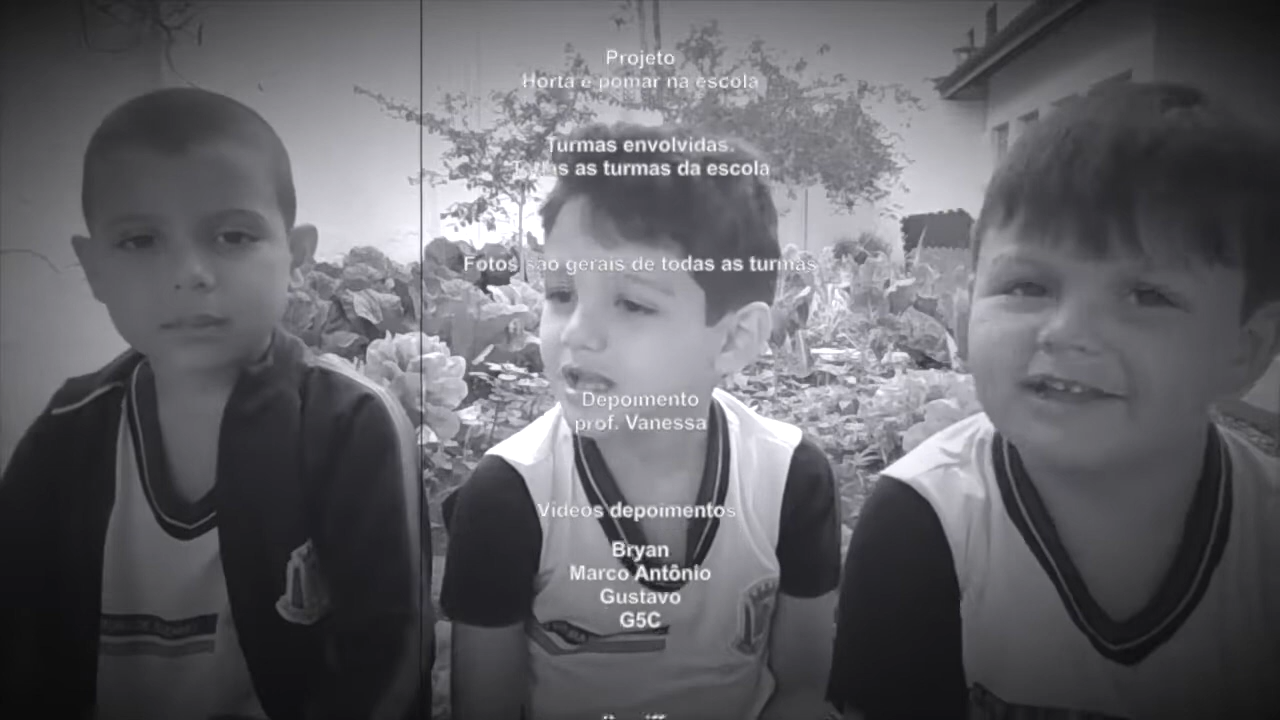 Projeto
Horta e pomar na escola
Turmas envolvidas.
Todas as turmas da escola
Fotos são gerais de todas as turmas
Depoimento
prof. Vanessa
Vídeos depoimentos
Bryan
Marco Antônio
Gustavo
G5C